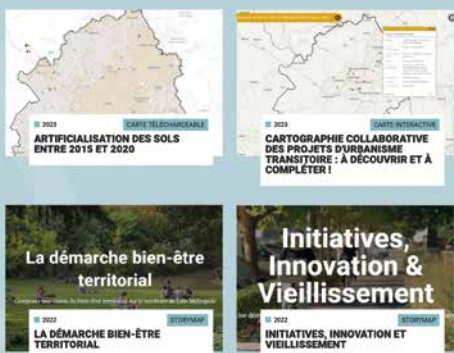 2023
CARTE TÉLÉCHARGEABLE
ARTIFICIALISATION DES SOLS
ENTRE 2015 ET 2020
2023
CARTE INTERACTIVE
CARTOGRAPHIE COLLABORATIVE
DES PROJETS D'URBANISME
TRANSITOIRE : À DÉCOUVRIR ET À
COMPLÉTER !
La démarche bien-être
territorial
2022
STORYMAP
LA DÉMARCHE BIEN-ÊTRE
TERRITORIAL
Initiatives,
Innovation &
Vieillissement
2022
STORYMAP
INITIATIVES, INNOVATION ET
VIEILLISSEMENT